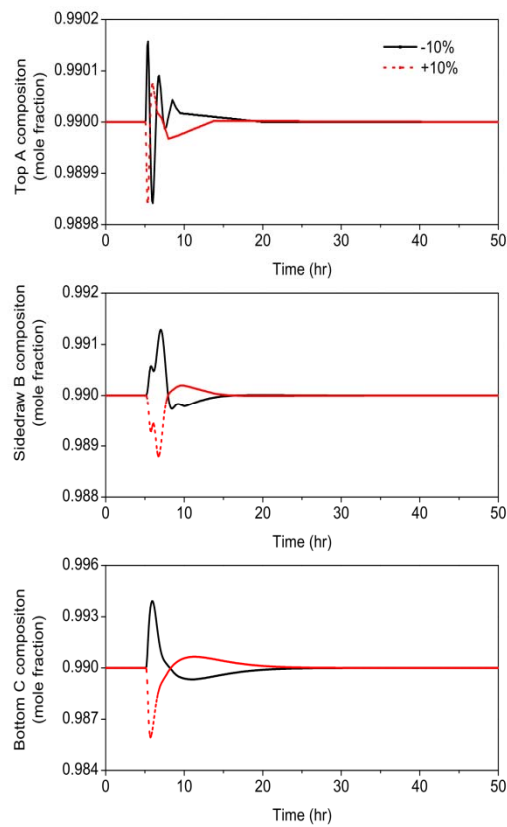 Top A compositon
(mole fraction)
0.9902
0.9901
0.9900
0.9899
0.9898
-10%
+10%
0 10 20 30 40 50
Time (hr)
Sidedraw B compositon
(mole fraction)
0.992
0.991
0.990
0.989
0.988
0 10 20 30 40 50
Time (hr)
Bottom C compositon
(mole fraction)
0.996
0.993
0.990
0.987
0.984
0 10 20 30 40 50
Time (hr)